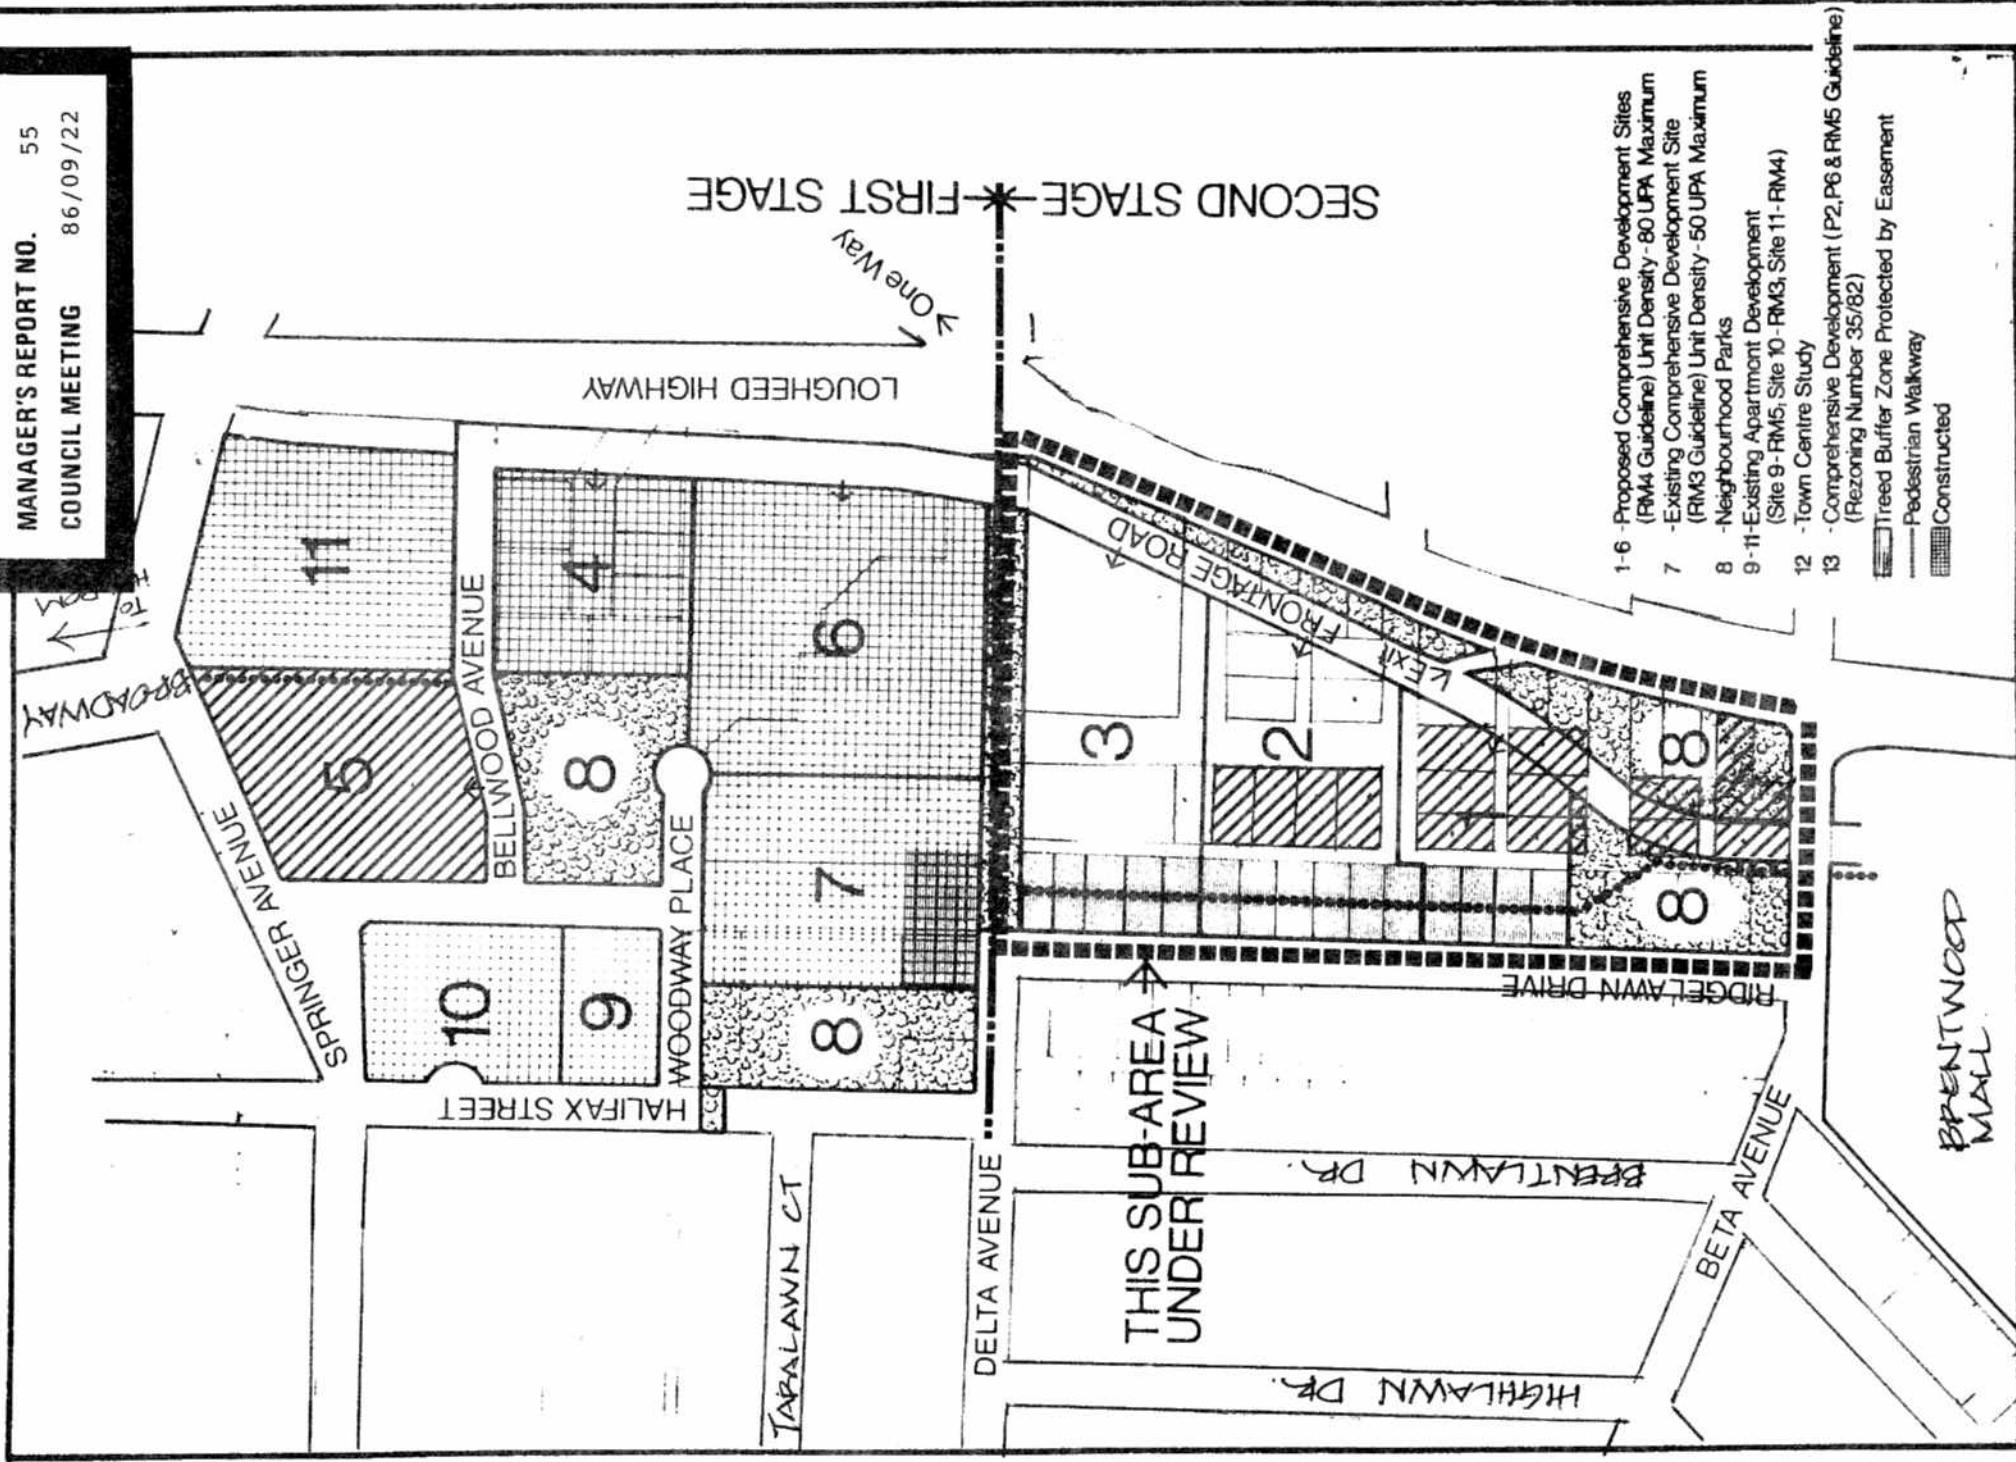 MANAGER'S REPORT NO. 55
COUNCIL MEETING 86/09/22
SECOND STAGE
FIRST STAGE
One Way
LOUGHEED HIGHWAY
TO
BROADWAY
SPRINGER AVENUE
BELLWOOD AVENUE
WOODWAY PLACE
HALIFAX STREET
TARALAWN CT
DELTA AVENUE
11
5
4
8
6
7
10
9
8
3
2
1
8
8
FRONTAGE ROAD
EXIT
RIDGELAWN DRIVE
THIS SUB-AREA
UNDER REVIEW
BRENTLAWN DR.
HIGHLAWN DR.
BETA AVENUE
BRENTWOOD
MALL
1-6 - Proposed Comprehensive Development Sites
(RM4 Guideline) Unit Density - 80 UPA Maximum
7 - Existing Comprehensive Development Site
(RM3 Guideline) Unit Density - 50 UPA Maximum
8 - Neighbourhood Parks
9-11 - Existing Apartment Development
(Site 9 - RM5, Site 10 - RM3, Site 11 - RM4)
12 - Town Centre Study
13 - Comprehensive Development (P2, P6 & RM5 Guideline)
(Rezoning Number 35/82)
Treed Buffer Zone Protected by Easement
Pedestrian Walkway
Constructed